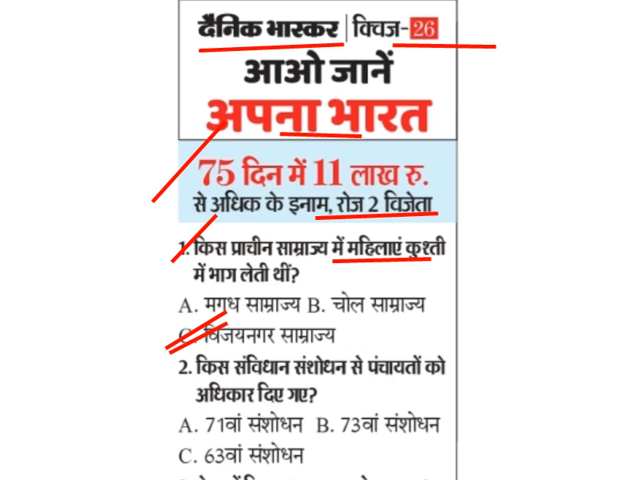 दैनिक भास्कर | क्विज-26
आओ जानें
अपना भारत
75 दिन में 11 लाख रु.
से अधिक के इनाम, रोज 2 विजेता
1. किस प्राचीन साम्राज्य में महिलाएं कुश्ती
में भाग लेती थीं?
A. मगध साम्राज्य B. चोल साम्राज्य
C. विजयनगर साम्राज्य
2. किस संविधान संशोधन से पंचायतों को
अधिकार दिए गए?
A. 71वां संशोधन B. 73वां संशोधन
C. 63वां संशोधन